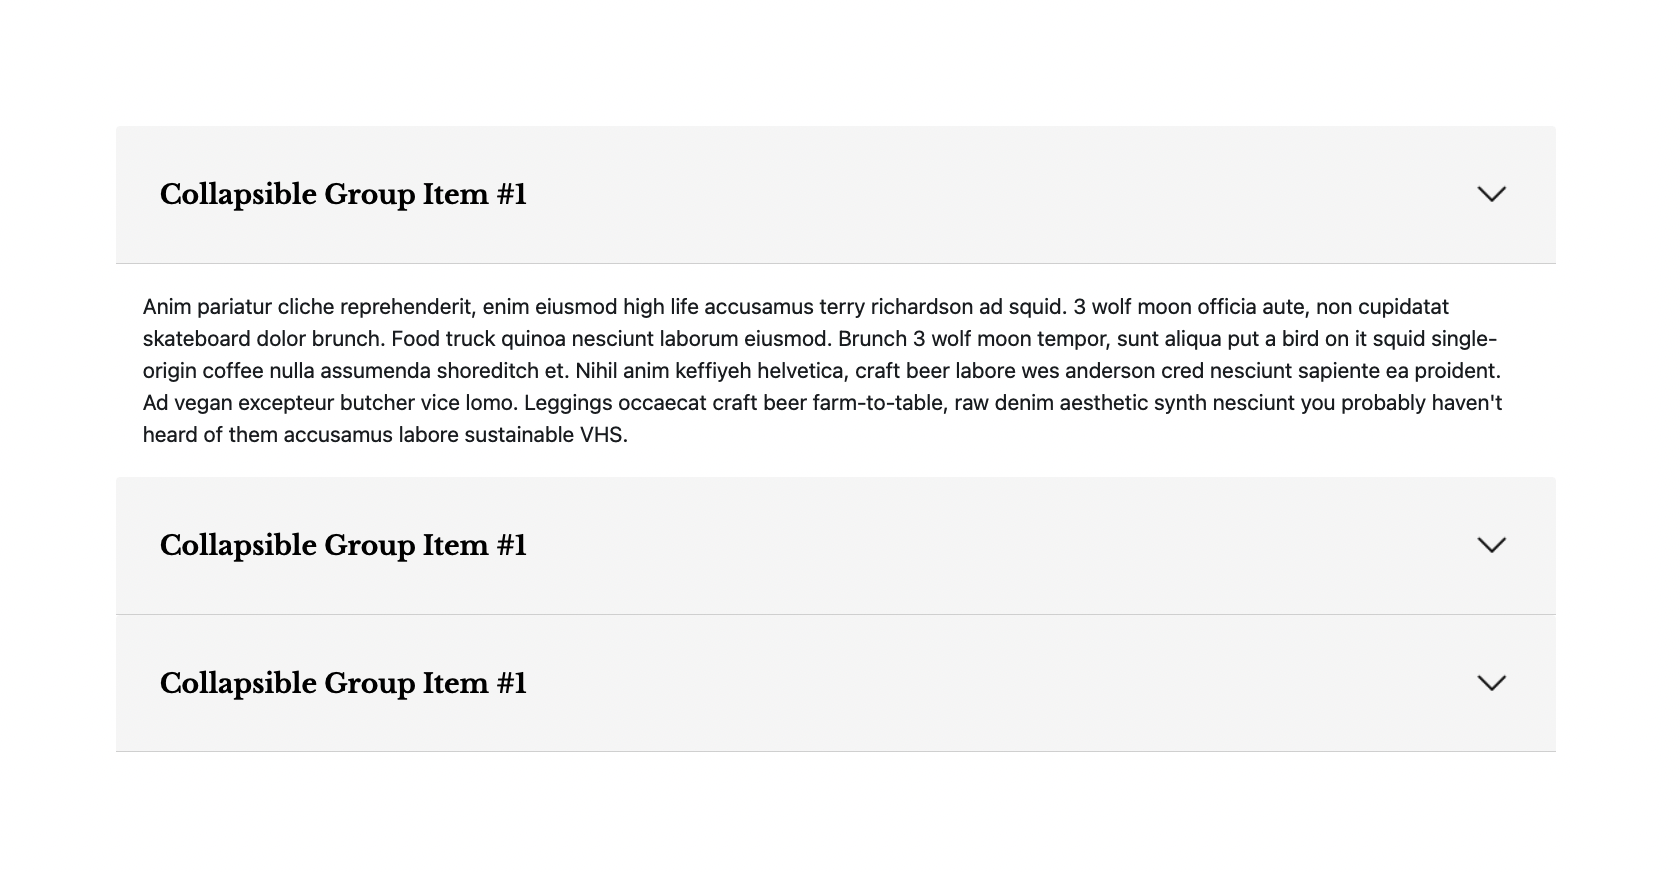 Collapsible Group Item #1
Anim pariatur cliche reprehenderit, enim eiusmod high life accusamus terry richardson ad squid. 3 wolf moon officia aute, non cupidatat
skateboard dolor brunch. Food truck quinoa nesciunt laborum eiusmod. Brunch 3 wolf moon tempor, sunt aliqua put a bird on it squid single-
origin coffee nulla assumenda shoreditch et. Nihil anim keffiyeh helvetica, craft beer labore wes anderson cred nesciunt sapiente ea proident.
Ad vegan excepteur butcher vice lomo. Leggings occaecat craft beer farm-to-table, raw denim aesthetic synth nesciunt you probably haven't
heard of them accusamus labore sustainable VHS.
Collapsible Group Item #1
Collapsible Group Item #1